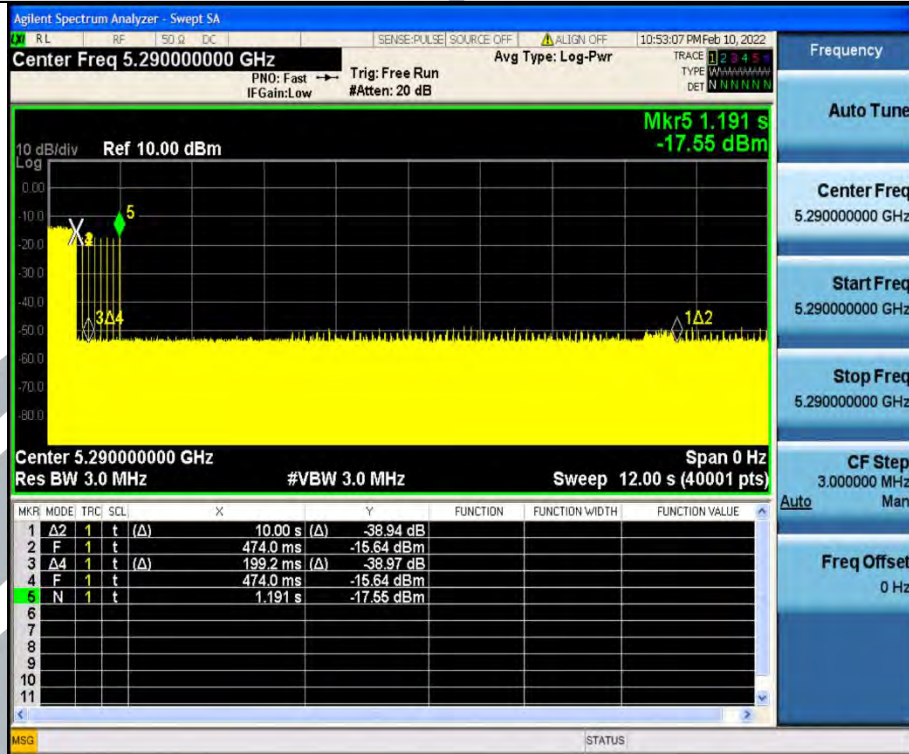 Agilent Spectrum Analyzer - Swept SA
LXI RL RF 50 Ω DC SENSE:PULSE SOURCE OFF ALIGN OFF 10:53:07 PM Feb 10, 2022
Center Freq 5.290000000 GHz
PNO: Fast
IFGain:Low
Trig: Free Run
#Atten: 20 dB
Avg Type: Log-Pwr
TRACE 1 2 3 4 5 6
TYPE WWWWWW
DET N N N N N N
Mkr5 1.191 s
-17.55 dBm
10 dB/div Ref 10.00 dBm
Log
0.00
-10.0
-20.0
-30.0
-40.0
-50.0
-60.0
-70.0
-80.0
X
5
3Δ4
1Δ2
Center 5.290000000 GHz Span 0 Hz
Res BW 3.0 MHz #VBW 3.0 MHz Sweep 12.00 s (40001 pts)
MKR MODE TRC SCL X Y FUNCTION FUNCTION WIDTH FUNCTION VALUE
1 Δ2 1 t (Δ) 10.00 s (Δ) -38.94 dB
2 F 1 t 474.0 ms -15.64 dBm
3 Δ4 1 t (Δ) 199.2 ms (Δ) -38.97 dB
4 F 1 t 474.0 ms -15.64 dBm
5 N 1 t 1.191 s -17.55 dBm
6
7
8
9
10
11
MSG STATUS
Frequency
Auto Tune
Center Freq
5.290000000 GHz
Start Freq
5.290000000 GHz
Stop Freq
5.290000000 GHz
CF Step
3.000000 MHz
Auto Man
Freq Offset
0 Hz